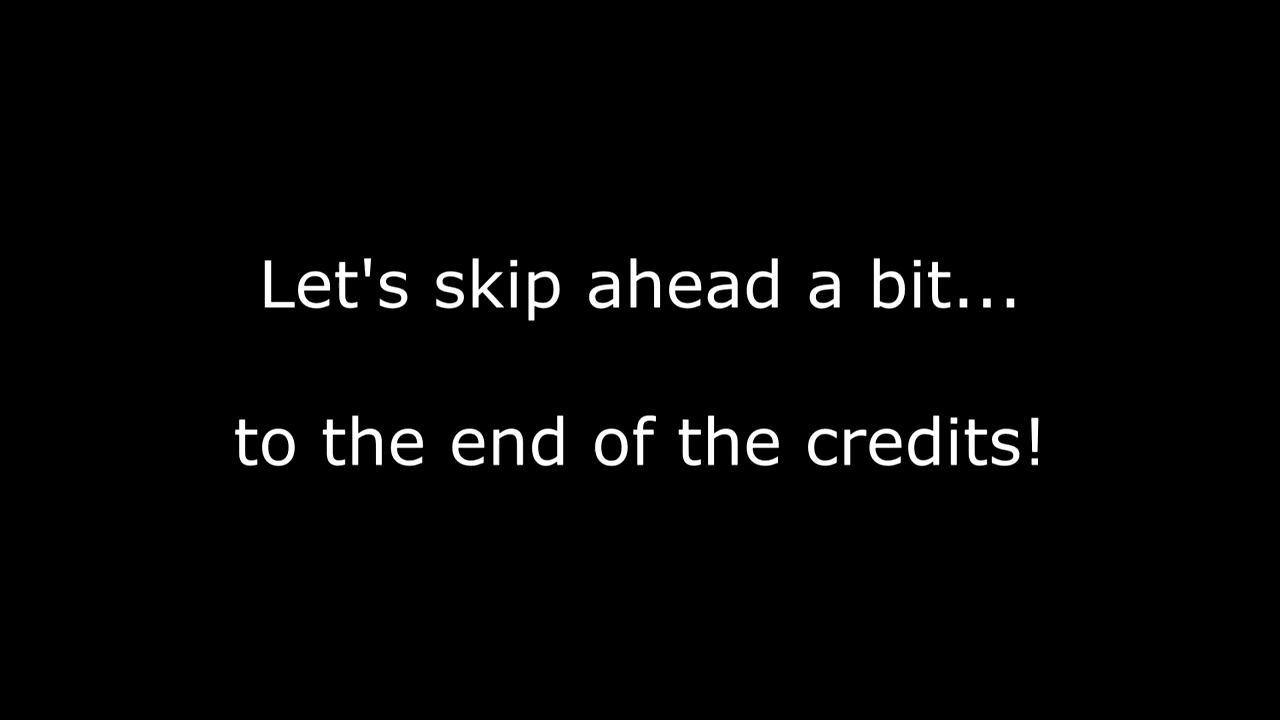 Let's skip ahead a bit...
to the end of the credits!